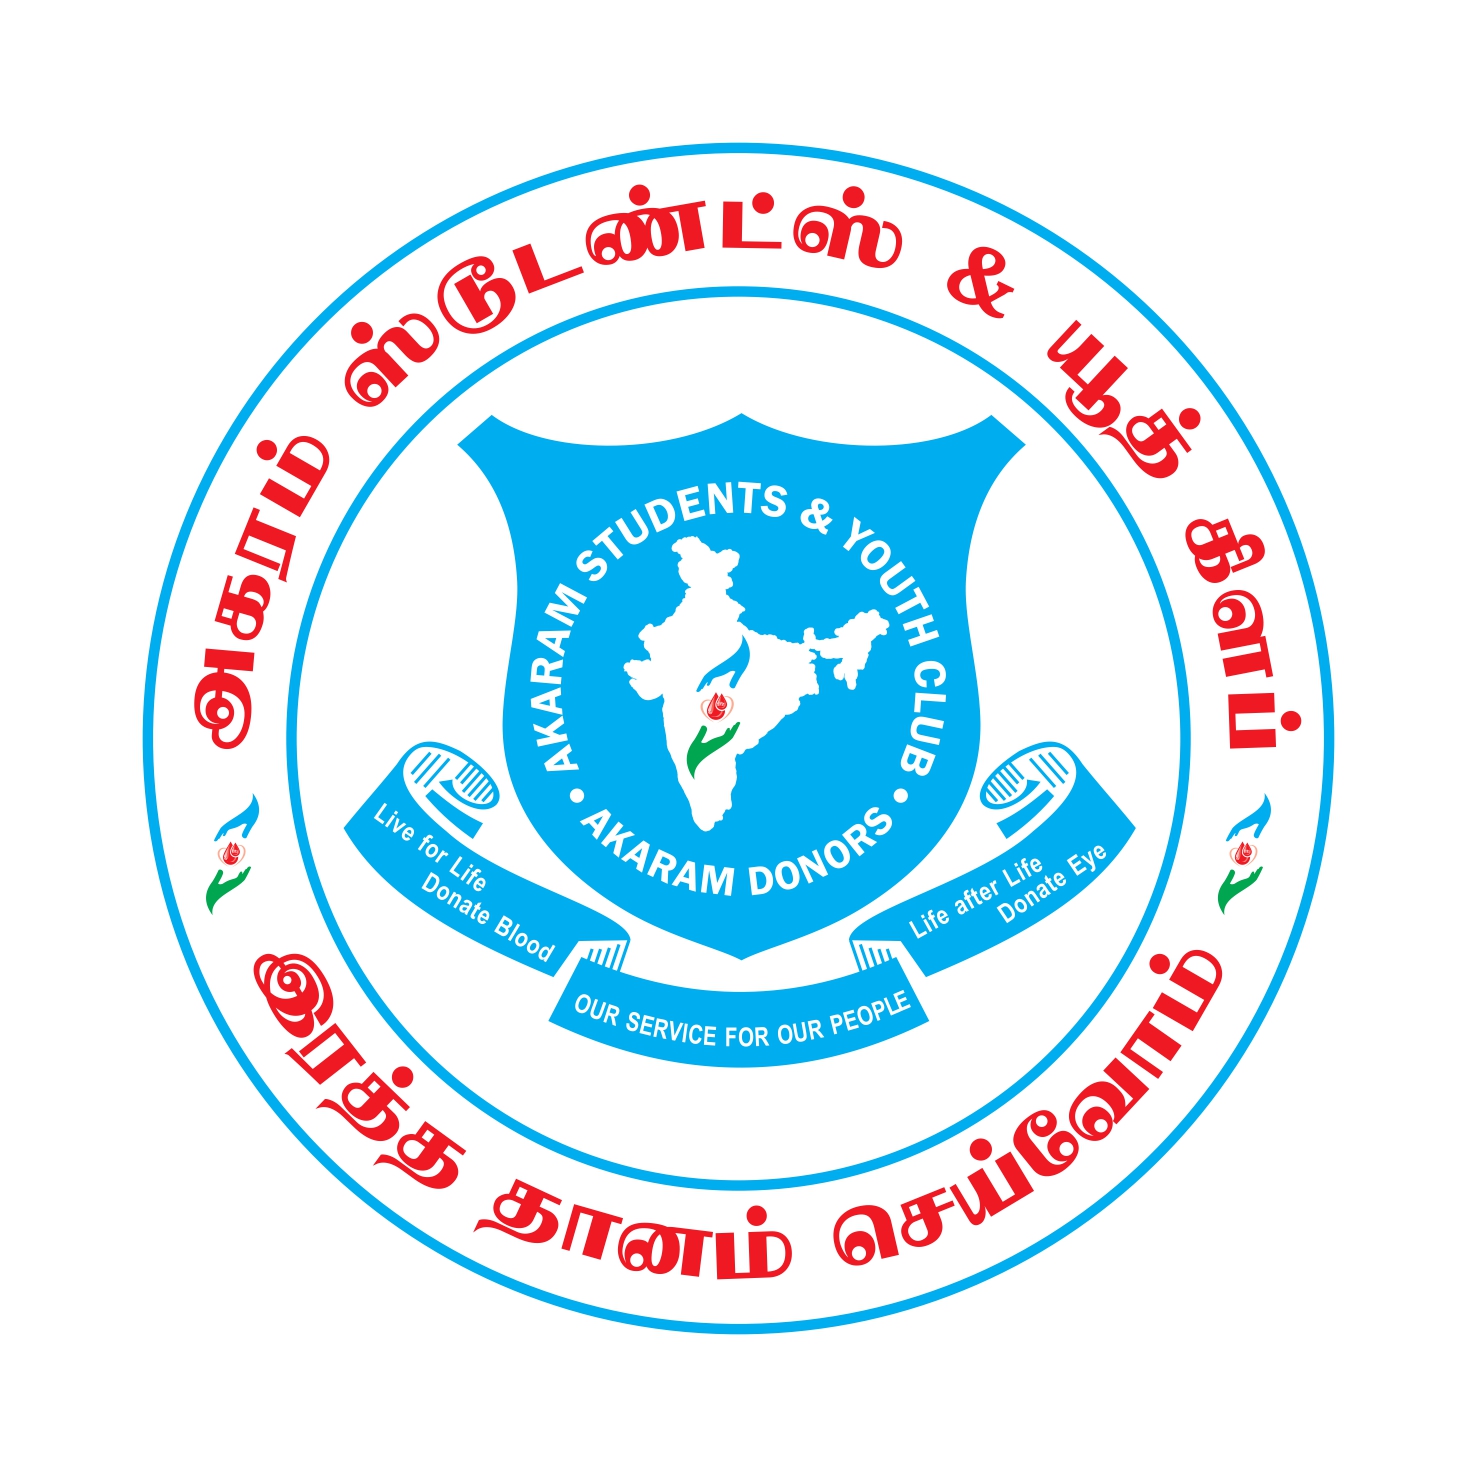 அகரம் ஸ்டூடண்ட்ஸ் & யூத் கிளப்
இரத்த தானம் செய்வோம்
AKARAM STUDENTS & YOUTH CLUB
• AKARAM DONORS •
Live for Life
Donate Blood
Life after Life
Donate Eye
OUR SERVICE FOR OUR PEOPLE